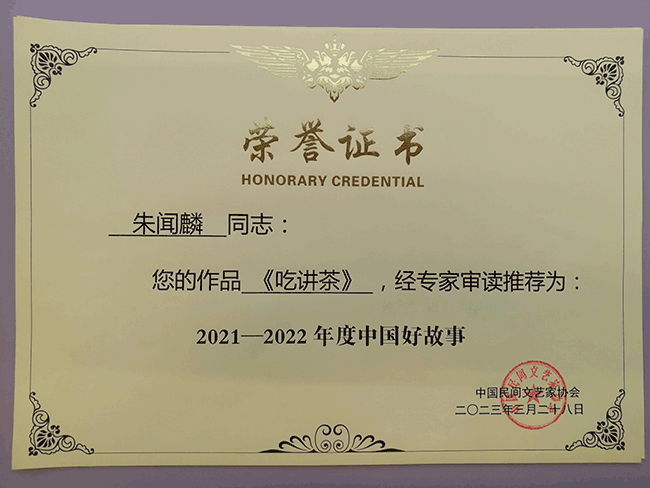 荣誉证书
HONORARY CREDENTIAL
朱闻麟 同志：
您的作品《吃讲茶》，经专家审读推荐为：
2021—2022 年度中国好故事
中国民间文艺家协会
二〇二三年三月二十八日